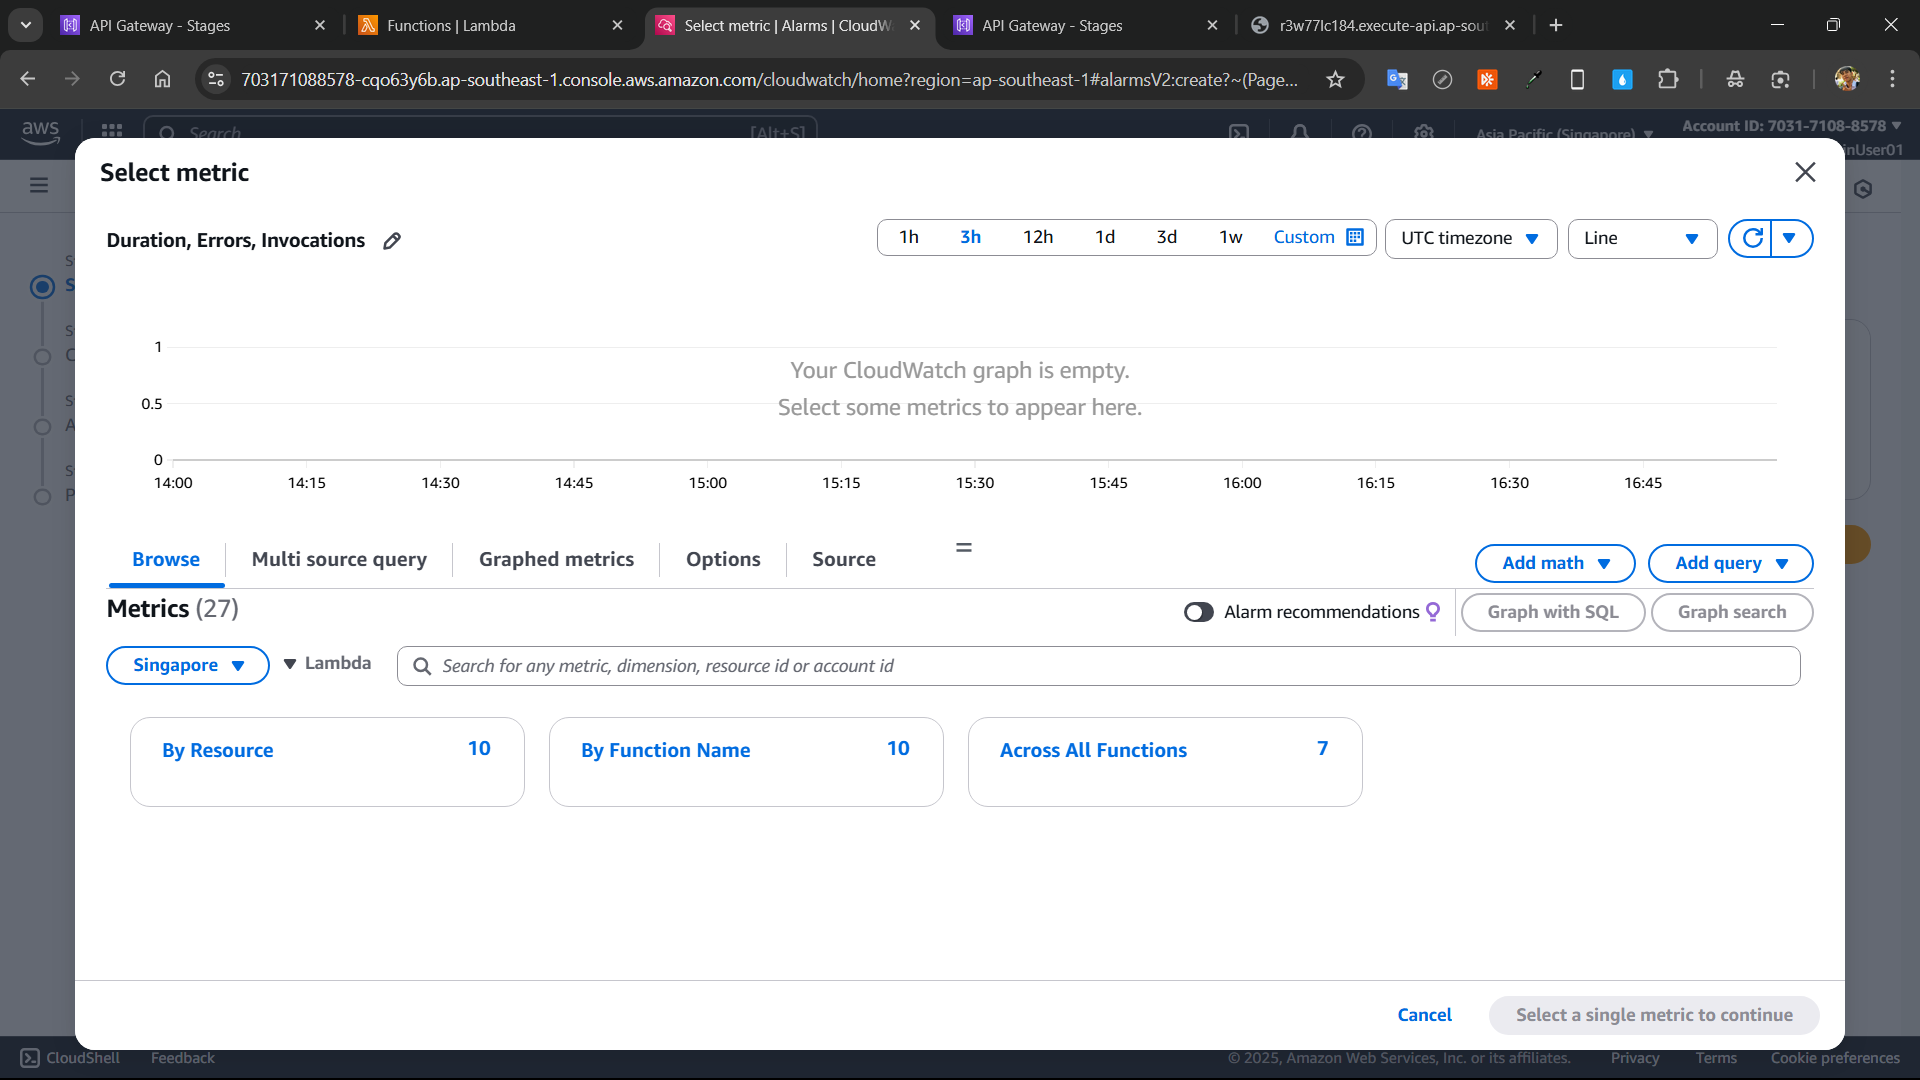 API Gateway - Stages
Functions | Lambda
Select metric | Alarms | CloudW
API Gateway - Stages
r3w77lc184.execute-api.ap-sout
703171088578-cqo63y6b.ap-southeast-1.console.aws.amazon.com/cloudwatch/home?region=ap-southeast-1#alarmsV2:create?~(Page...
aws
Search
[Alt+S]
Asia Pacific (Singapore)
Account ID: 7031-7108-8578
inUser01
Select metric
Duration, Errors, Invocations
1h 3h 12h 1d 3d 1w Custom
UTC timezone
Line
1
Your CloudWatch graph is empty.
0.5
Select some metrics to appear here.
0
14:00 14:15 14:30 14:45 15:00 15:15 15:30 15:45 16:00 16:15 16:30 16:45
Browse
Multi source query
Graphed metrics
Options
Source
Add math
Add query
Metrics (27)
Alarm recommendations
Graph with SQL
Graph search
Singapore
Lambda
Search for any metric, dimension, resource id or account id
By Resource 10
By Function Name 10
Across All Functions 7
Cancel
Select a single metric to continue
CloudShell
Feedback
© 2025, Amazon Web Services, Inc. or its affiliates.
Privacy
Terms
Cookie preferences